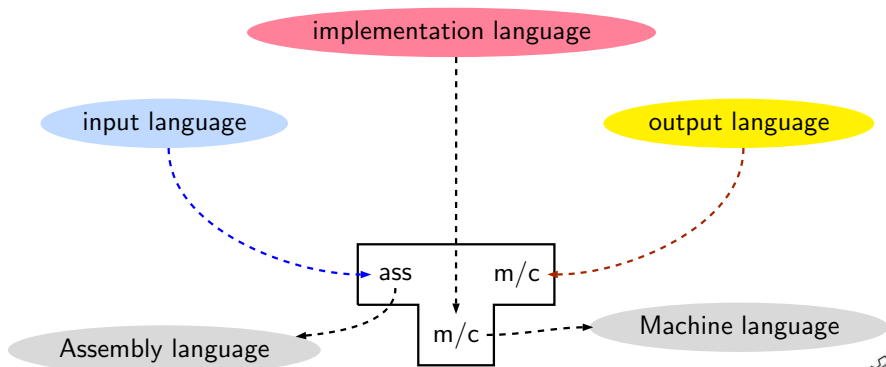 implementation language
input language
output language
ass
m/c
m/c
Machine language
Assembly language